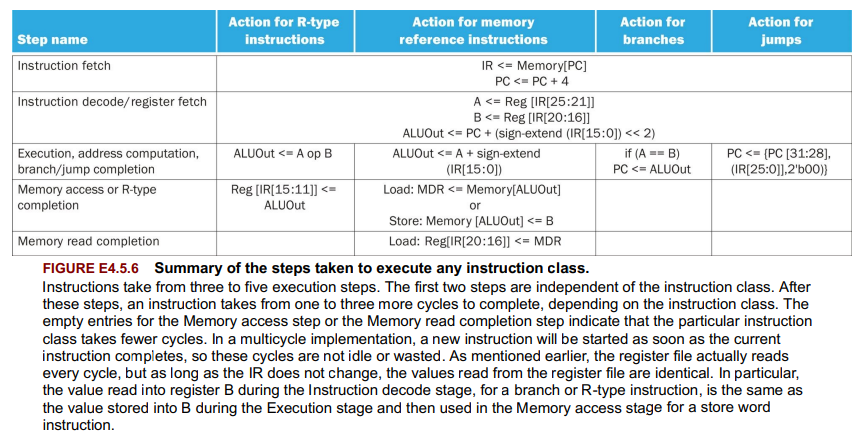 Step name
Action for R-type
instructions
Action for memory
reference instructions
Action for
branches
Action for
jumps
Instruction fetch
IR <= Memory[PC]
PC <= PC + 4
Instruction decode/register fetch
A <= Reg [IR[25:21]]
B <= Reg [IR[20:16]]
ALUOut <= PC + (sign-extend (IR[15:0]) << 2)
Execution, address computation,
branch/jump completion
ALUOut <= A op B
ALUOut <= A + sign-extend
(IR[15:0])
if (A == B)
PC <= ALUOut
PC <= {PC [31:28],
(IR[25:0]],2'b00)}
Memory access or R-type
completion
Reg [IR[15:11]] <=
ALUOut
Load: MDR <= Memory[ALUOut]
or
Store: Memory [ALUOut] <= B
Memory read completion
Load: Reg[IR[20:16]] <= MDR
FIGURE E4.5.6 Summary of the steps taken to execute any instruction class.
Instructions take from three to five execution steps. The first two steps are independent of the instruction class. After
these steps, an instruction takes from one to three more cycles to complete, depending on the instruction class. The
empty entries for the Memory access step or the Memory read completion step indicate that the particular instruction
class takes fewer cycles. In a multicycle implementation, a new instruction will be started as soon as the current
instruction completes, so these cycles are not idle or wasted. As mentioned earlier, the register file actually reads
every cycle, but as long as the IR does not change, the values read from the register file are identical. In particular,
the value read into register B during the Instruction decode stage, for a branch or R-type instruction, is the same as
the value stored into B during the Execution stage and then used in the Memory access stage for a store word
instruction.